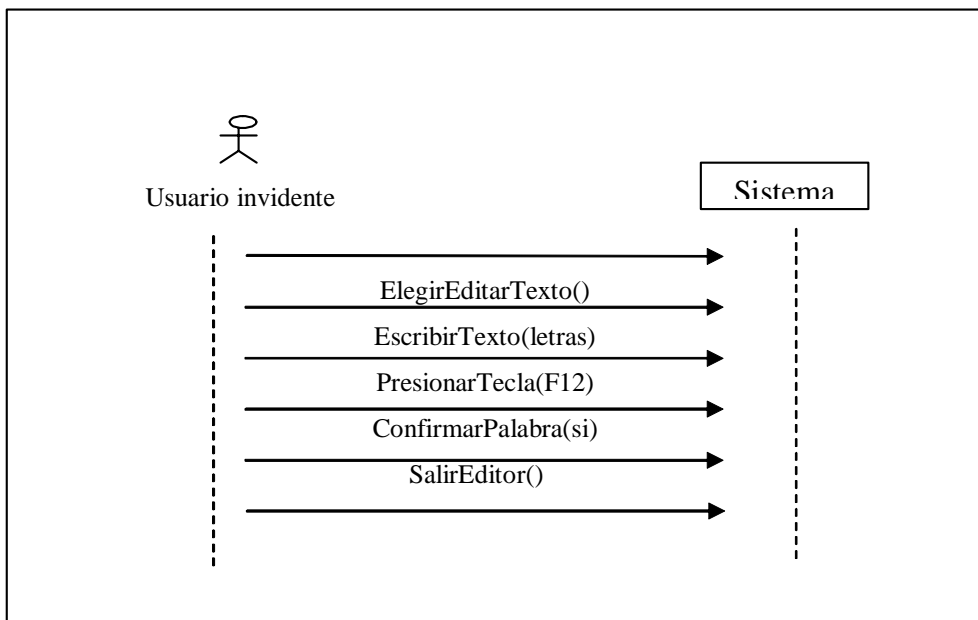 Usuario invidente
Sistema
ElegirEditarTexto()
EscribirTexto(letras)
PresionarTecla(F12)
ConfirmarPalabra(si)
SalirEditor()